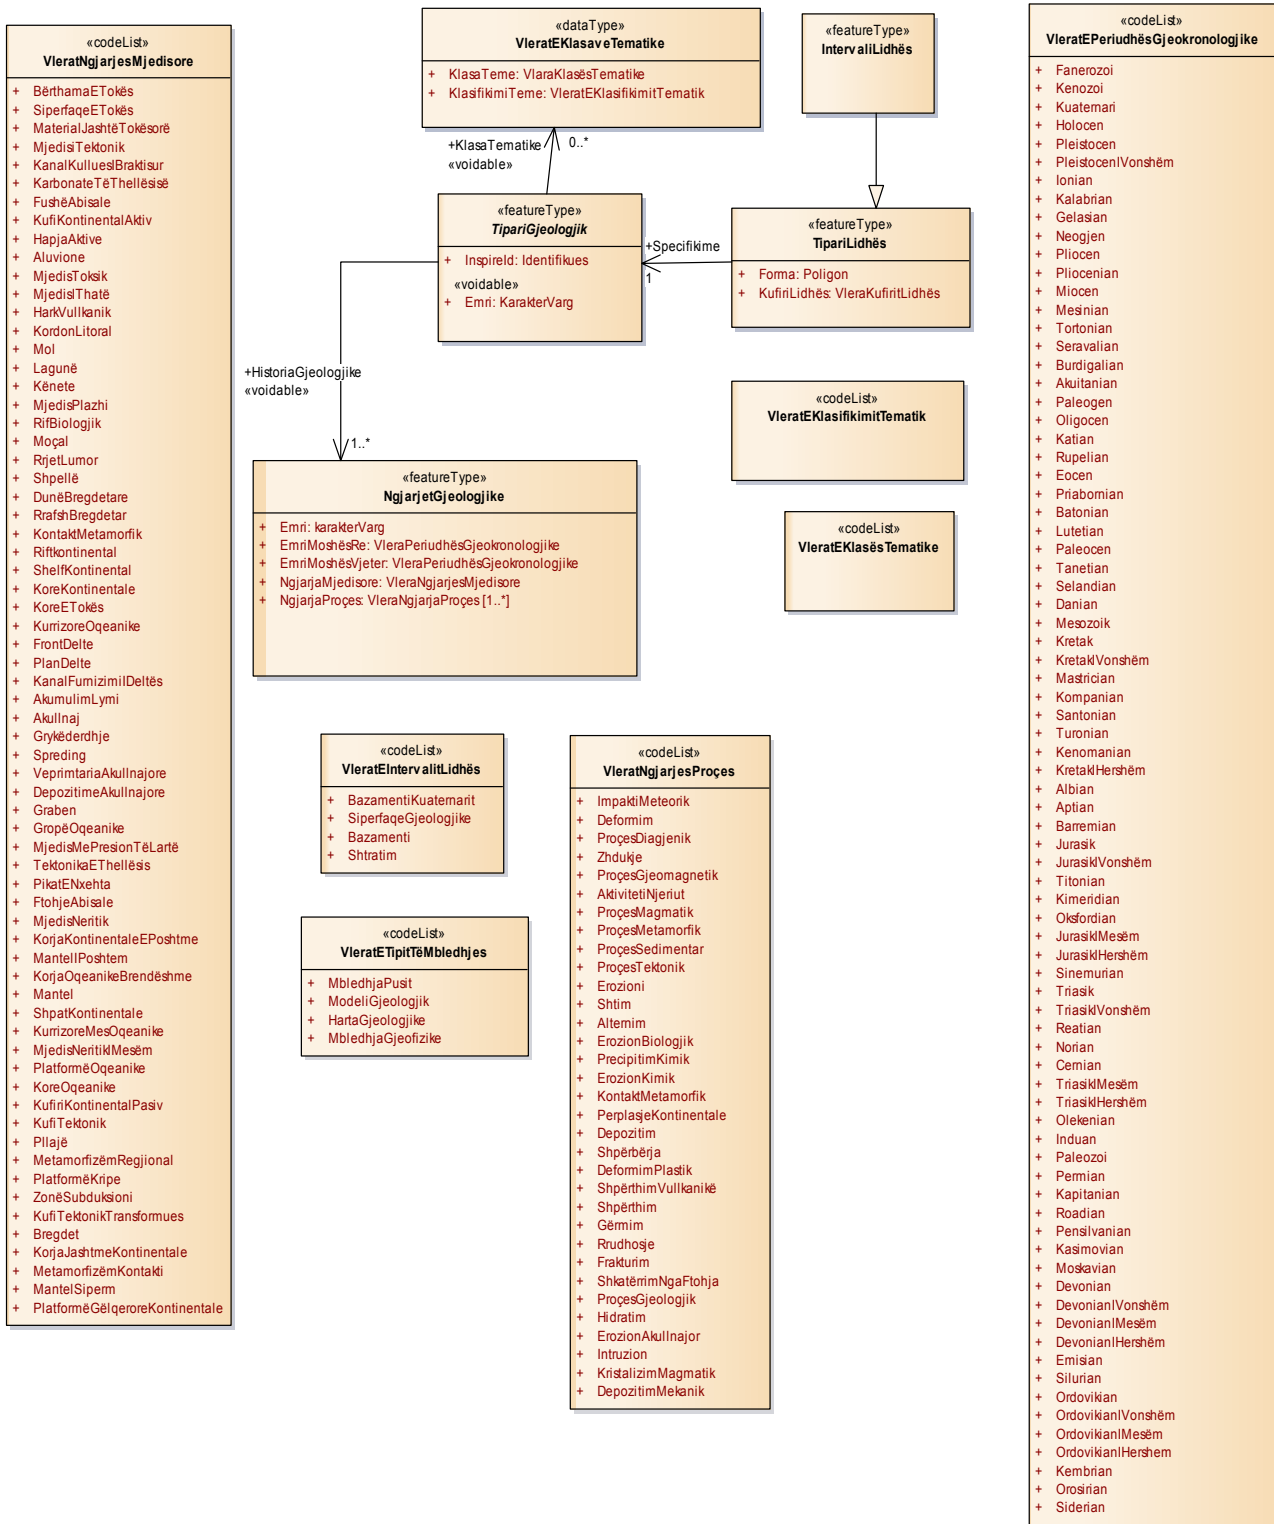 «codeList»
VleratNgjarjesMjedisore
+ BërthamaETokës
+ SiperfaqeETokës
+ MaterialJashtëTokësorë
+ MjedisiTektonik
+ KanalKulluesIBraktisur
+ KarbonateTëThellësisë
+ FushëAbisale
+ KufiKontinentalAktiv
+ HapjaAktive
+ Aluvione
+ MjedisToksik
+ MjedisIThatë
+ HarkVullkanik
+ KordonLitoral
+ Mol
+ Lagunë
+ Kënete
+ MjedisPlazhi
+ RifBiologjik
+ Moçal
+ RrjetLumor
+ Shpellë
+ DunëBregdetare
+ RrafshBregdetar
+ KontaktMetamorfik
+ Riftkontinental
+ ShelfKontinental
+ KoreKontinentale
+ KoreETokës
+ KurrizoreOqeanike
+ FrontDelte
+ PlanDelte
+ KanalFurnizimiIDeltës
+ AkumulimLymi
+ Akullnaj
+ Grykëderdhje
+ Spreding
+ VeprimtariaAkullnajore
+ DepozitimeAkullnajore
+ Graben
+ GropëOqeanike
+ MjedisMePresionTëLartë
+ TektonikaEThellësis
+ PikatENxehta
+ FtohjeAbisale
+ MjedisNeritik
+ KorjaKontinentaleEPoshtme
+ MantelIPoshtem
+ KorjaOqeanikeBrendëshme
+ Mantel
+ ShpatKontinentale
+ KurrizoreMesOqeanike
+ MjedisNeritikIMesëm
+ PlatformëOqeanike
+ KoreOqeanike
+ KufiriKontinentalPasiv
+ KufiTektonik
+ Pllajë
+ MetamorfizëmRegjional
+ PlatformëKripe
+ ZonëSubduksioni
+ KufiTektonikTransformues
+ Bregdet
+ KorjaJashtmeKontinentale
+ MetamorfizëmKontakti
+ MantelSiperm
+ PlatformëGëlqeroreKontinentale
«dataType»
VleratEKlasaveTematike
+ KlasaTeme: VlaraKlasësTematike
+ KlasifikimiTeme: VleratEKlasifikimitTematik
+KlasaTematike
«voidable»
0..*
«featureType»
IntervaliLidhës
«featureType»
TipariGjeologjik
+ InspireId: Identifikues
«voidable»
+ Emri: KarakterVarg
+Specifikime
1
«featureType»
TipariLidhës
+ Forma: Poligon
+ KufiriLidhës: VleraKufiritLidhës
+HistoriaGjeologjike
«voidable»
1..*
«featureType»
NgjarjetGjeologjike
+ Emri: karakterVarg
+ EmriMoshësRe: VleraPeriudhësGjeokronologjike
+ EmriMoshësVjeter: VleraPeriudhësGjeokronologjike
+ NgjarjaMjedisore: VleraNgjarjesMjedisore
+ NgjarjaProçes: VleraNgjarjaProçes [1..*]
«codeList»
VleratEKlasifikimitTematik
«codeList»
VleratEKlasësTematike
«codeList»
VleratEIntervalitLidhës
+ BazamentiKuaternarit
+ SiperfaqeGjeologjike
+ Bazamenti
+ Shtratim
«codeList»
VleratETipitTëMbledhjes
+ MbledhjaPusit
+ ModeliGjeologjik
+ HartaGjeologjike
+ MbledhjaGjeofizike
«codeList»
VleratNgjarjesProçes
+ ImpaktiMeteorik
+ Deformim
+ ProçesDiagjenik
+ Zhdukje
+ ProçesGjeomagnetik
+ AktivitetiNjeriut
+ ProçesMagmatik
+ ProçesMetamorfik
+ ProçesSedimentar
+ ProçesTektonik
+ Erozioni
+ Shtim
+ Alternim
+ ErozionBiologjik
+ PrecipitimKimik
+ ErozionKimik
+ KontaktMetamorfik
+ PerplasjeKontinentale
+ Depozitim
+ Shpërbërja
+ DeformimPlastik
+ ShpërthimVullkanikë
+ Shpërthim
+ Gërmim
+ Rrudhosje
+ Frakturim
+ ShkatërrimNgaFtohja
+ ProçesGjeologjik
+ Hidratim
+ ErozionAkullnajor
+ Intruzion
+ KristalizimMagmatik
+ DepozitimMekanik
«codeList»
VleratEPeriudhësGjeokronologjike
+ Fanerozoi
+ Kenozoi
+ Kuaternari
+ Holocen
+ Pleistocen
+ PleistocenIVonshëm
+ Ionian
+ Kalabrian
+ Gelasian
+ Neogjen
+ Pliocen
+ Pliocenian
+ Miocen
+ Mesinian
+ Tortonian
+ Seravalian
+ Burdigalian
+ Akuitanian
+ Paleogen
+ Oligocen
+ Katian
+ Rupelian
+ Eocen
+ Priabornian
+ Batonian
+ Lutetian
+ Paleocen
+ Tanetian
+ Selandian
+ Danian
+ Mesozoik
+ Kretak
+ KretakIVonshëm
+ Mastrician
+ Kompanian
+ Santonian
+ Turonian
+ Kenomanian
+ KretakIHershëm
+ Albian
+ Aptian
+ Barremian
+ Jurasik
+ JurasikIVonshëm
+ Titonian
+ Kimeridian
+ Oksfordian
+ JurasikIMesëm
+ JurasikIHershëm
+ Sinemurian
+ Triasik
+ TriasikIVonshëm
+ Reatian
+ Norian
+ Cernian
+ TriasikIMesëm
+ TriasikIHershëm
+ Olekenian
+ Induan
+ Paleozoi
+ Permian
+ Kapitanian
+ Roadian
+ Pensilvanian
+ Kasimovian
+ Moskavian
+ Devonian
+ DevonianIVonshëm
+ DevonianIMesëm
+ DevonianIHershëm
+ Emisian
+ Silurian
+ Ordovikian
+ OrdovikianIVonshëm
+ OrdovikianIMesëm
+ OrdovikianIHershem
+ Kembrian
+ Orosirian
+ Siderian